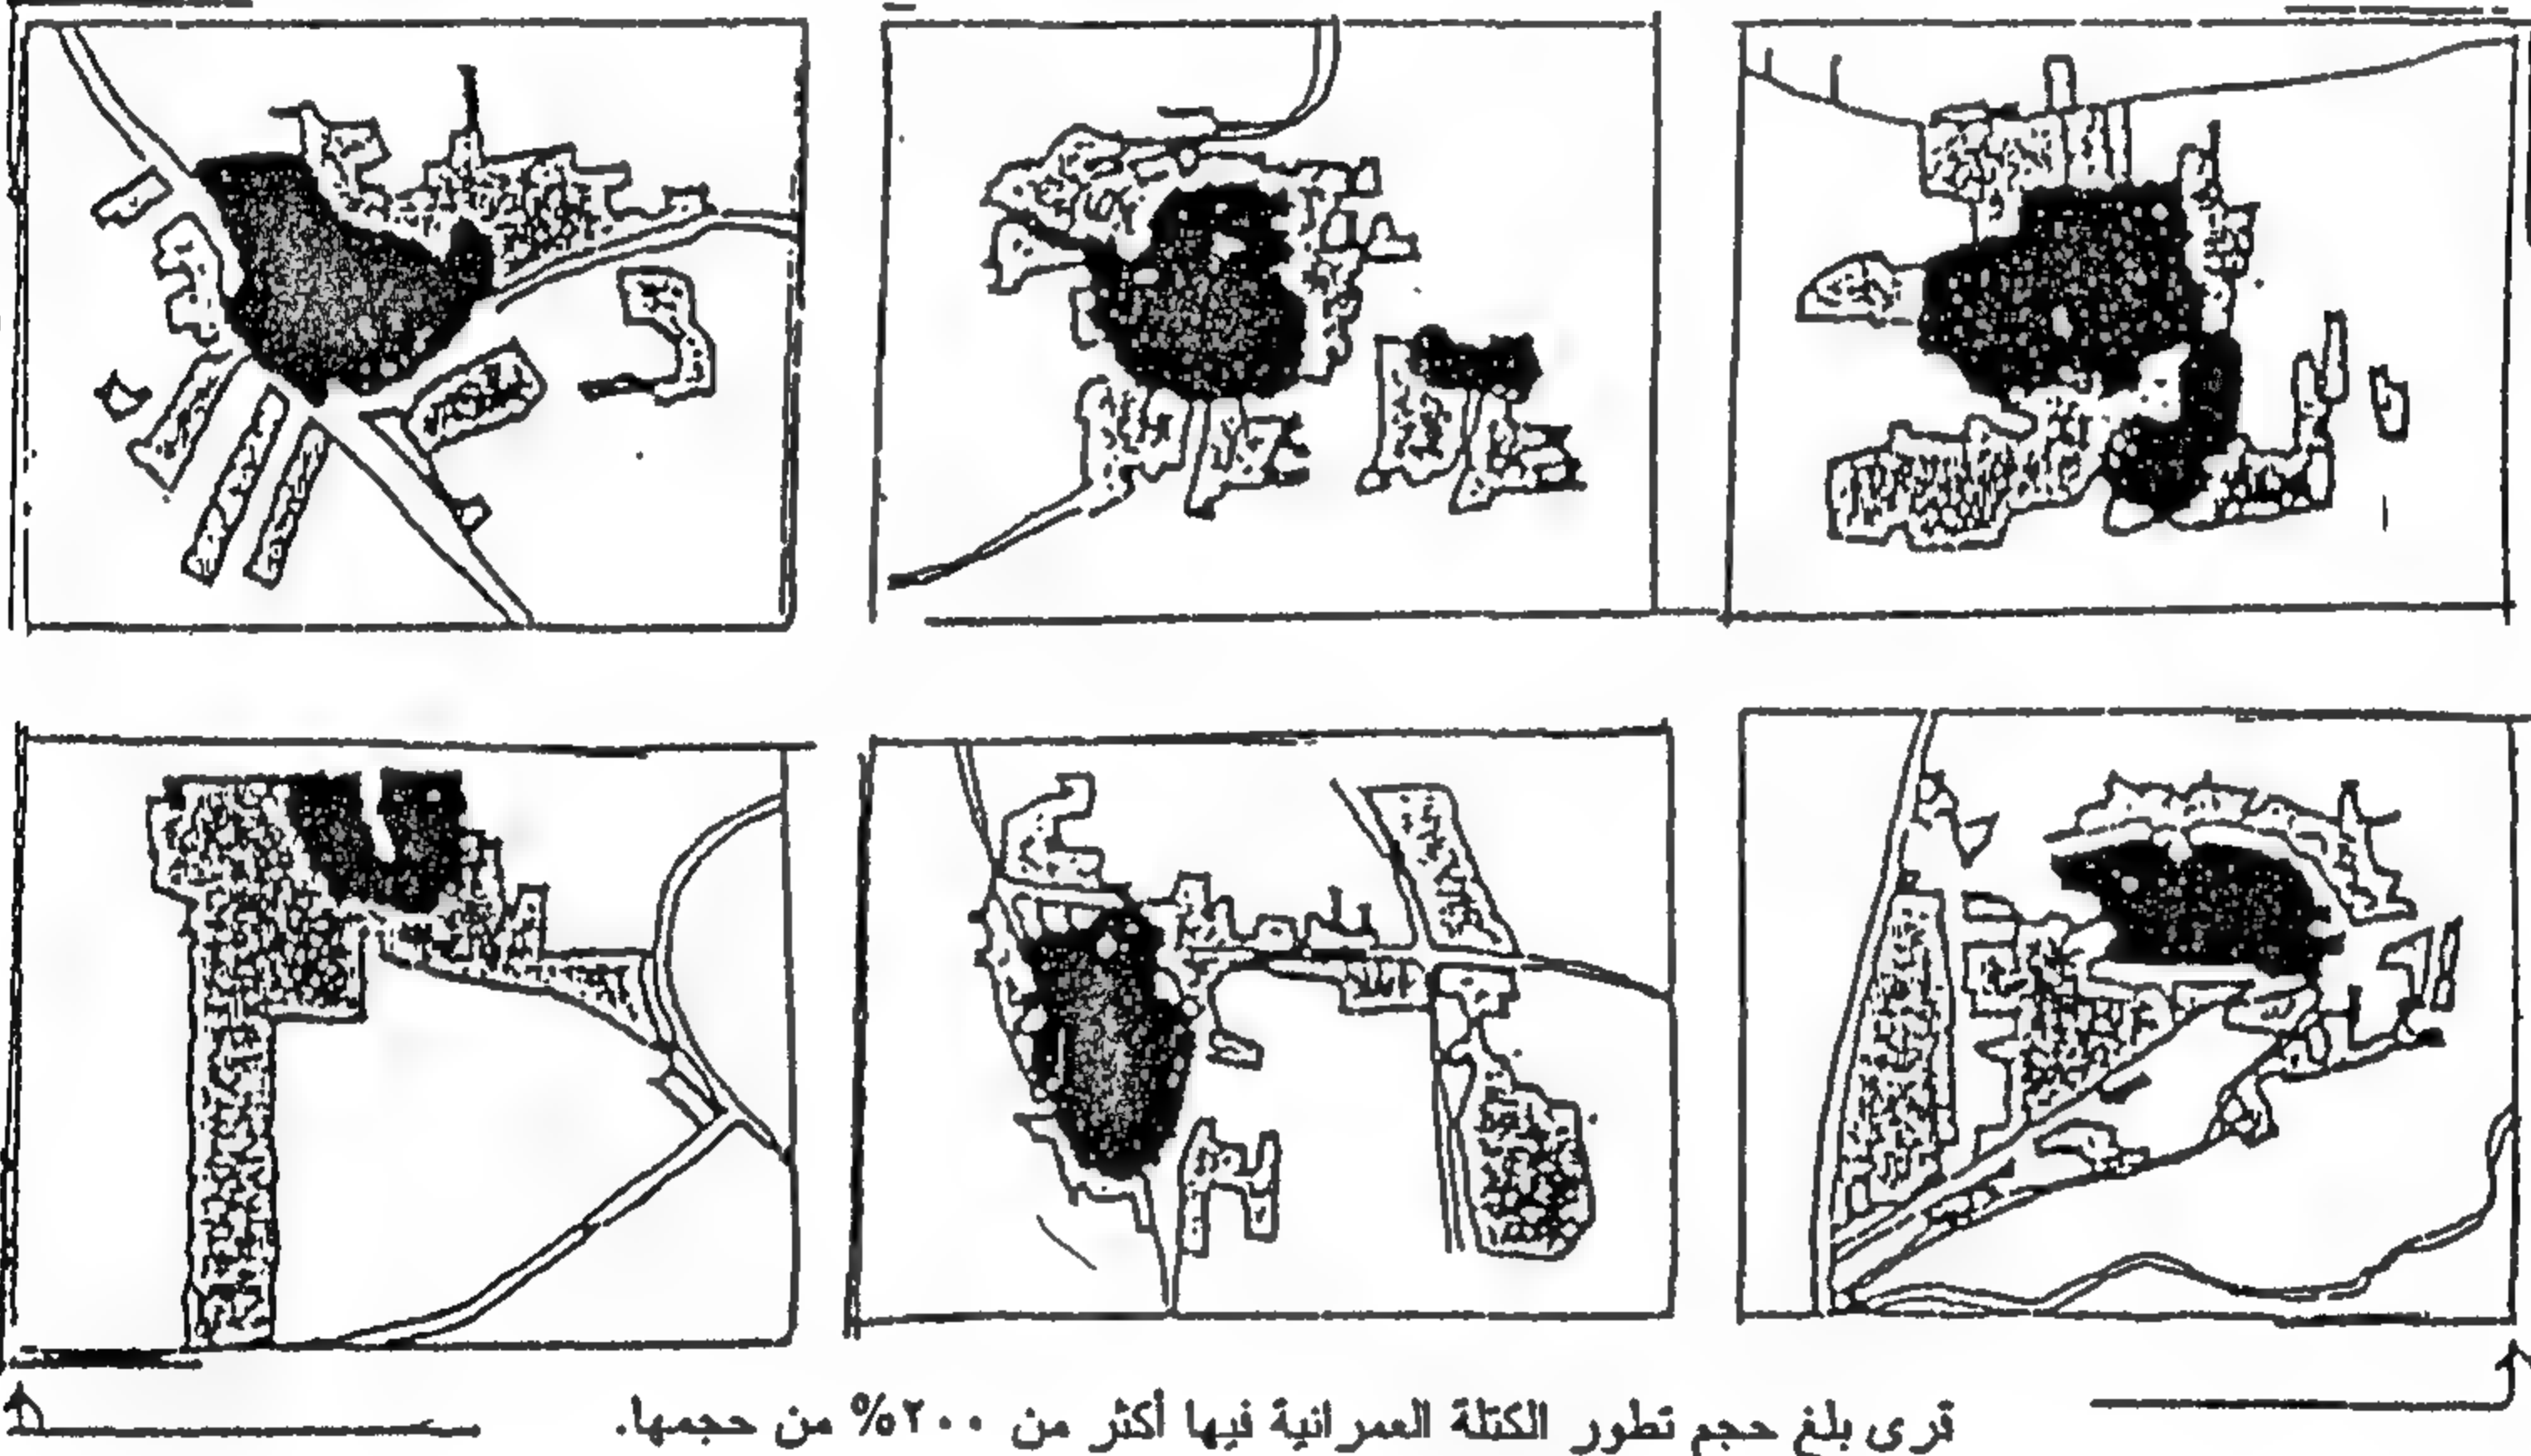 قرى بلغ حجم تطور الكتلة العمرانية فيها أكثر من ٢٠٠% من حجمها.